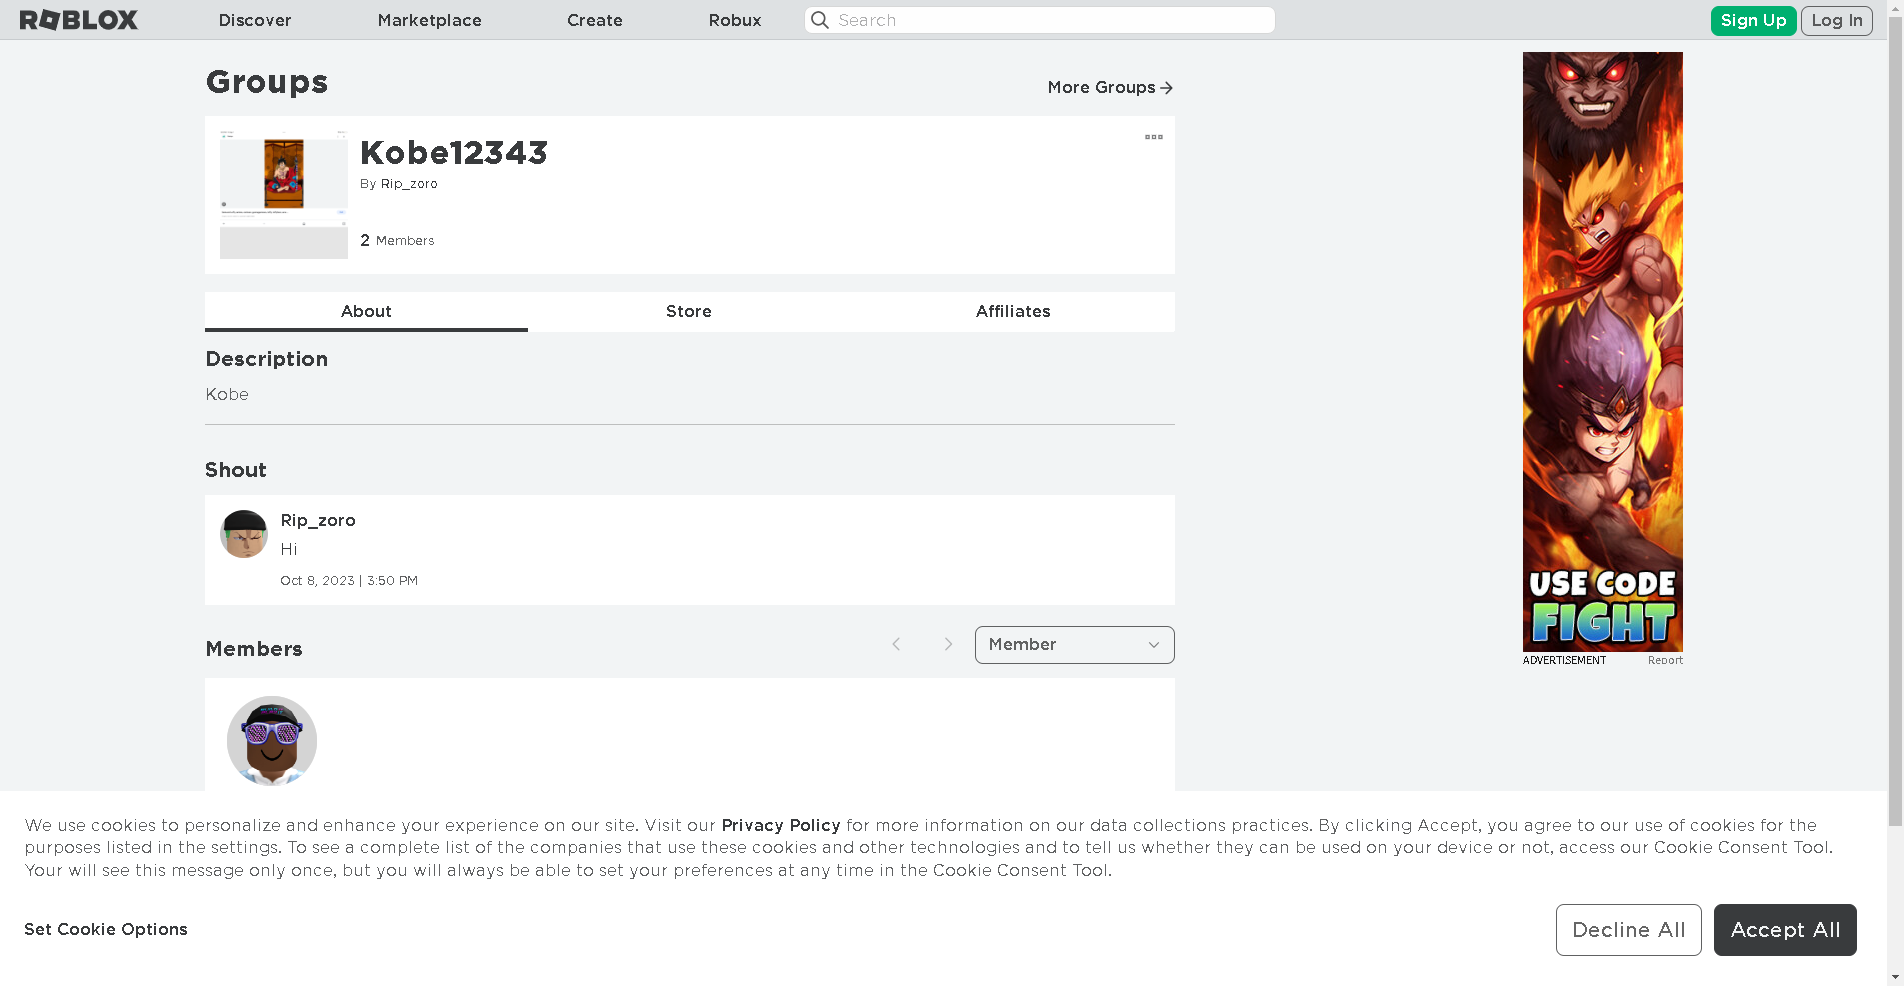 ROBLOX
Discover
Marketplace
Create
Robux
Search
Sign Up
Log In
Groups
More Groups
Kobe12343
By Rip_zoro
2 Members
About
Store
Affiliates
Description
Kobe
Shout
Rip_zoro
Hi
Oct 8, 2023 | 3:50 PM
Members
Member
USE CODE
FIGHT
ADVERTISEMENT
Report
We use cookies to personalize and enhance your experience on our site. Visit our Privacy Policy for more information on our data collections practices. By clicking Accept, you agree to our use of cookies for the
purposes listed in the settings. To see a complete list of the companies that use these cookies and other technologies and to tell us whether they can be used on your device or not, access our Cookie Consent Tool.
Your will see this message only once, but you will always be able to set your preferences at any time in the Cookie Consent Tool.
Set Cookie Options
Decline All
Accept All